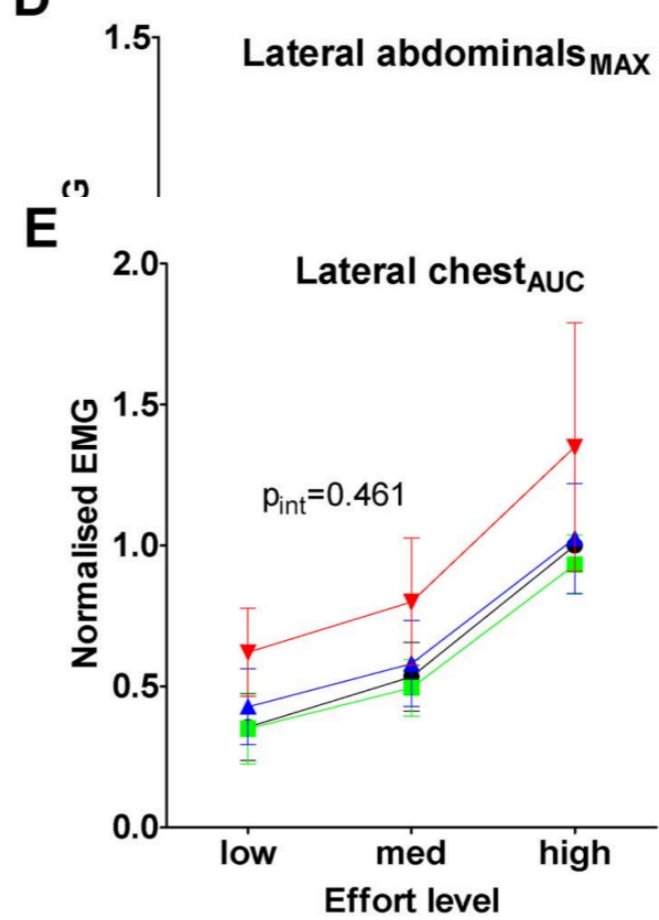 D
1.5
Lateral abdominalsMAX
G
E
2.0
Lateral chestAUC
1.5
Normalised EMG
pint=0.461
1.0
0.5
0.0
low med high
Effort level